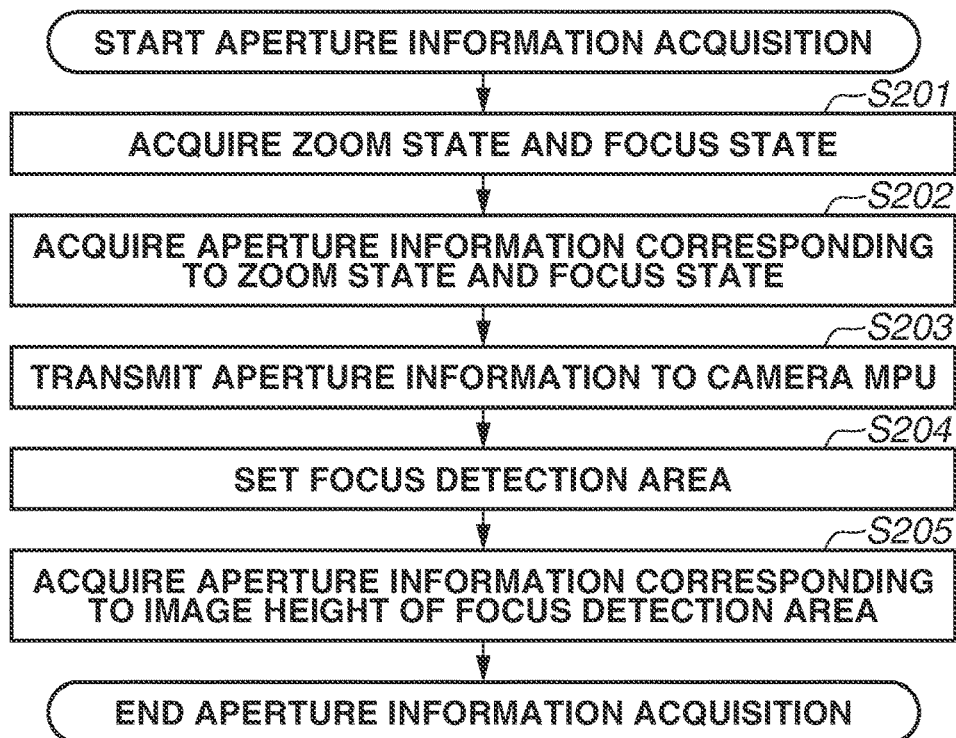 START APERTURE INFORMATION ACQUISITION
S201
ACQUIRE ZOOM STATE AND FOCUS STATE
S202
ACQUIRE APERTURE INFORMATION CORRESPONDING
TO ZOOM STATE AND FOCUS STATE
S203
TRANSMIT APERTURE INFORMATION TO CAMERA MPU
S204
SET FOCUS DETECTION AREA
S205
ACQUIRE APERTURE INFORMATION CORRESPONDING
TO IMAGE HEIGHT OF FOCUS DETECTION AREA
END APERTURE INFORMATION ACQUISITION